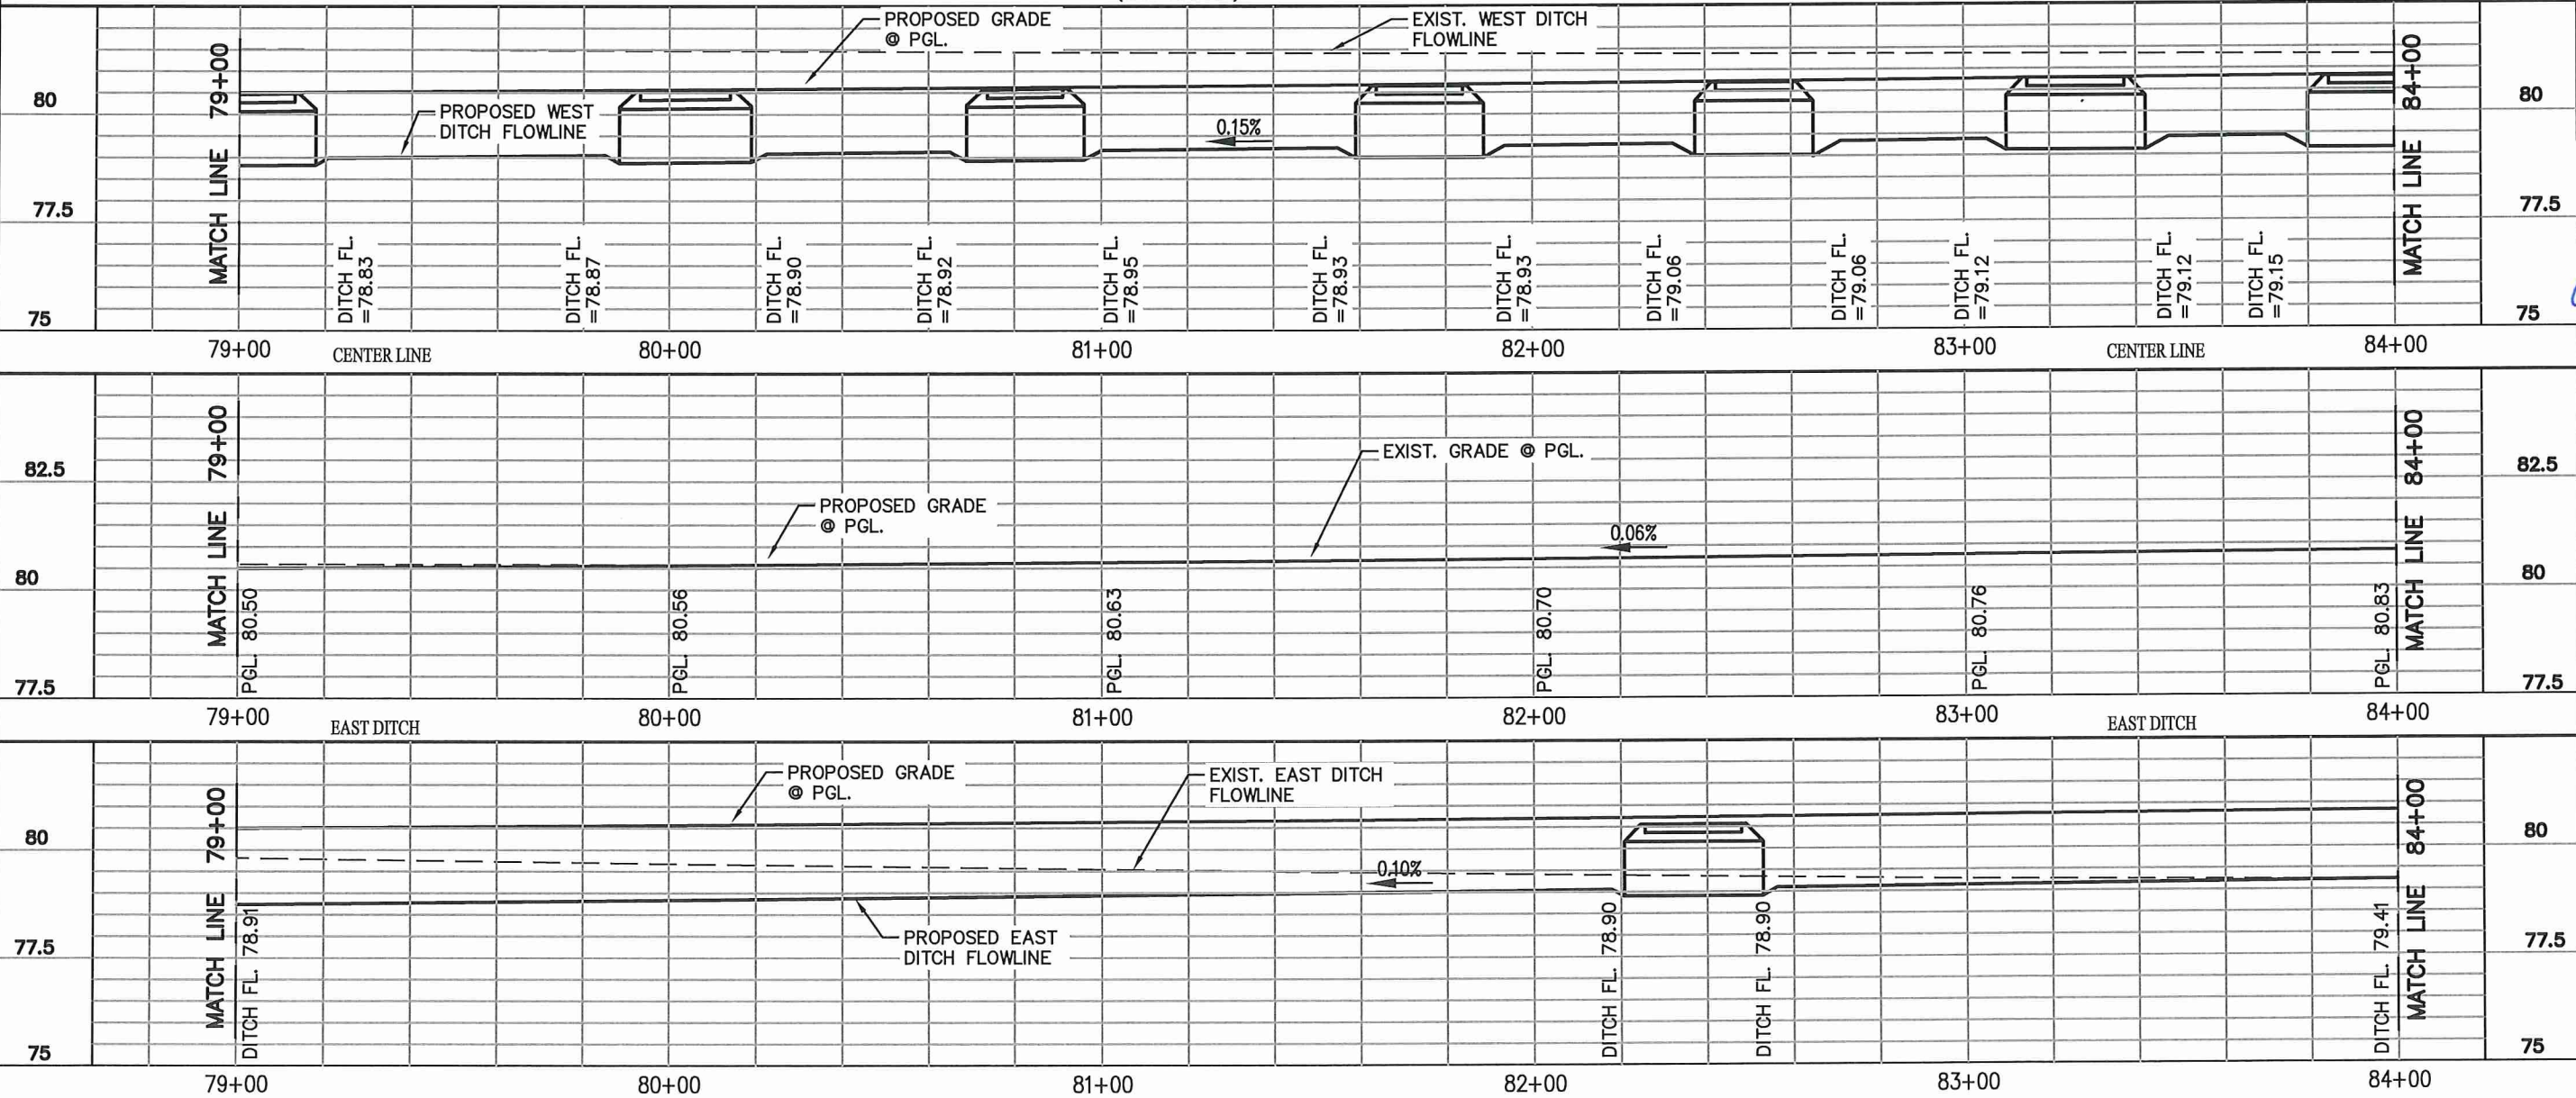 PROPOSED GRADE
@ PGL.
EXIST. WEST DITCH
FLOWLINE
MATCH LINE 79+00
MATCH LINE 84+00
80
80
PROPOSED WEST
DITCH FLOWLINE
0.15%
77.5
77.5
DITCH FL.
=78.83
DITCH FL.
=78.87
DITCH FL.
=78.90
DITCH FL.
=78.92
DITCH FL.
=78.95
DITCH FL.
=78.93
DITCH FL.
=78.93
DITCH FL.
=79.06
DITCH FL.
=79.06
DITCH FL.
=79.12
DITCH FL.
=79.12
DITCH FL.
=79.15
75
75
79+00
CENTER LINE
80+00
81+00
82+00
83+00
CENTER LINE
84+00
MATCH LINE 79+00
MATCH LINE 84+00
82.5
82.5
EXIST. GRADE @ PGL.
PROPOSED GRADE
@ PGL.
0.06%
80
80
PGL. 80.50
PGL. 80.56
PGL. 80.63
PGL. 80.70
PGL. 80.76
PGL. 80.83
77.5
77.5
79+00
EAST DITCH
80+00
81+00
82+00
83+00
EAST DITCH
84+00
PROPOSED GRADE
@ PGL.
EXIST. EAST DITCH
FLOWLINE
MATCH LINE 79+00
MATCH LINE 84+00
80
80
0.10%
PROPOSED EAST
DITCH FLOWLINE
77.5
77.5
DITCH FL. 78.91
DITCH FL. 78.90
DITCH FL. 78.90
DITCH FL. 79.41
75
75
79+00
80+00
81+00
82+00
83+00
84+00